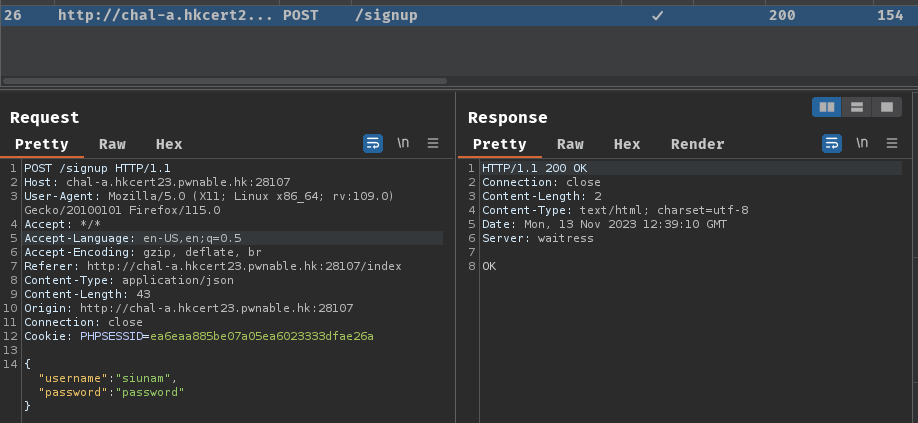 26 http://chal-a.hkcert2... POST /signup ✓ 200 154
Request
Pretty Raw Hex \n
1 POST /signup HTTP/1.1
2 Host: chal-a.hkcert23.pwnable.hk:28107
3 User-Agent: Mozilla/5.0 (X11; Linux x86_64; rv:109.0)
Gecko/20100101 Firefox/115.0
4 Accept: */*
5 Accept-Language: en-US,en;q=0.5
6 Accept-Encoding: gzip, deflate, br
7 Referer: http://chal-a.hkcert23.pwnable.hk:28107/index
8 Content-Type: application/json
9 Content-Length: 43
10 Origin: http://chal-a.hkcert23.pwnable.hk:28107
11 Connection: close
12 Cookie: PHPSESSID=ea6eaa885be07a05ea6023333dfae26a
13
14 {
"username":"siunam",
"password":"password"
}
Response
Pretty Raw Hex Render \n
1 HTTP/1.1 200 OK
2 Connection: close
3 Content-Length: 2
4 Content-Type: text/html; charset=utf-8
5 Date: Mon, 13 Nov 2023 12:39:10 GMT
6 Server: waitress
7
8 OK